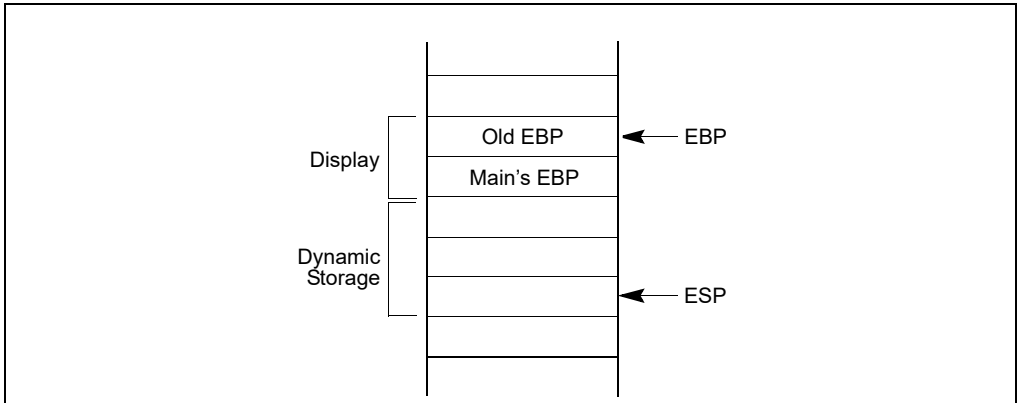 Old EBP
EBP
Display
Main’s EBP
Dynamic
Storage
ESP